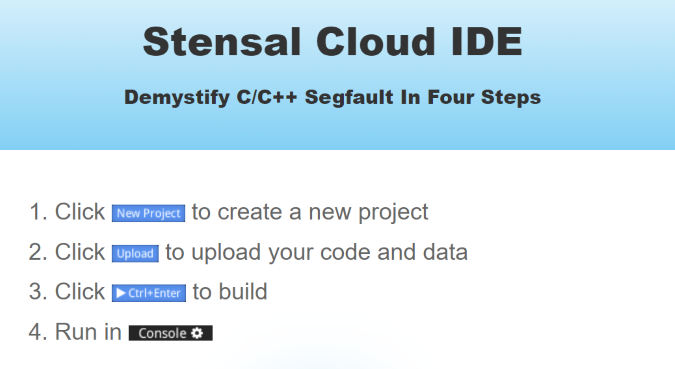 Stensal Cloud IDE
Demystify C/C++ Segfault In Four Steps
1. Click New Project to create a new project
2. Click Upload to upload your code and data
3. Click ▶ Ctrl+Enter to build
4. Run in Console